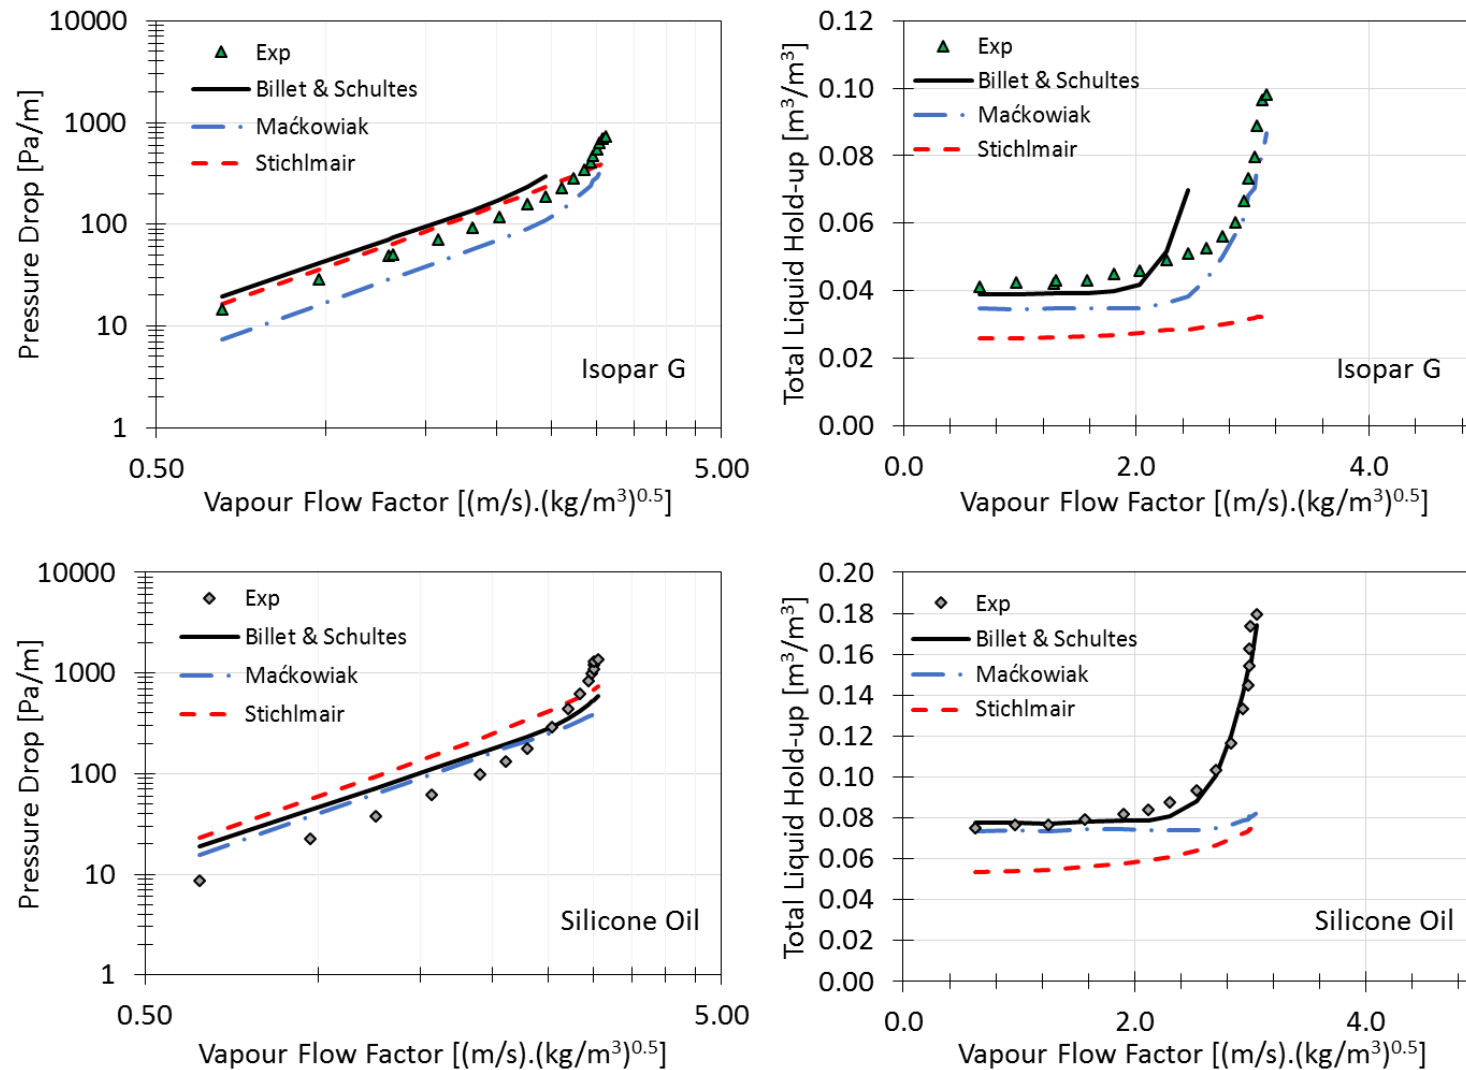 Pressure Drop [Pa/m]
10000
1000
100
10
1
Exp
Billet & Schultes
Maćkowiak
Stichlmair
Isopar G
0.50
5.00
Vapour Flow Factor [(m/s).(kg/m³)⁰·⁵]
Total Liquid Hold-up [m³/m³]
0.12
0.10
0.08
0.06
0.04
0.02
0.00
Exp
Billet & Schultes
Maćkowiak
Stichlmair
Isopar G
0.0
2.0
4.0
Vapour Flow Factor [(m/s).(kg/m³)⁰·⁵]
Pressure Drop [Pa/m]
10000
1000
100
10
1
Exp
Billet & Schultes
Maćkowiak
Stichlmair
Silicone Oil
0.50
5.00
Vapour Flow Factor [(m/s).(kg/m³)⁰·⁵]
Total Liquid Hold-up [m³/m³]
0.20
0.18
0.16
0.14
0.12
0.10
0.08
0.06
0.04
0.02
0.00
Exp
Billet & Schultes
Maćkowiak
Stichlmair
Silicone Oil
0.0
2.0
4.0
Vapour Flow Factor [(m/s).(kg/m³)⁰·⁵]